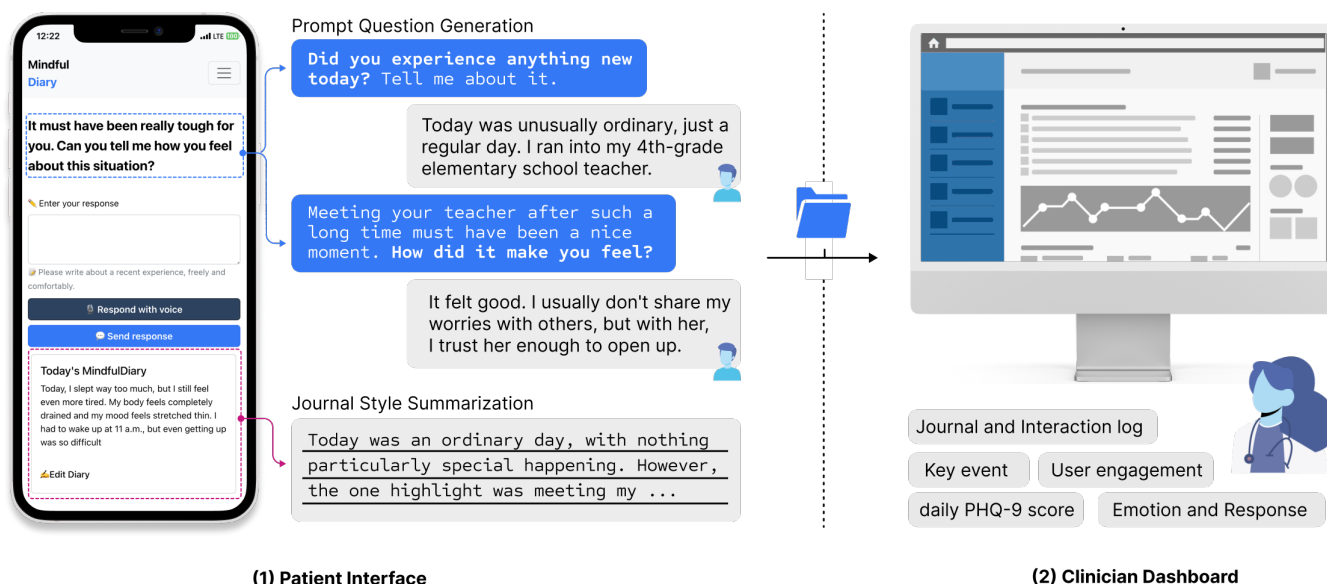 12:22
LTE 100
Mindful
Diary
It must have been really tough for
you. Can you tell me how you feel
about this situation?
✏️ Enter your response
📝 Please write about a recent experience, freely and
comfortably.
🎙️ Respond with voice
💬 Send response
Today's MindfulDiary
Today, I slept way too much, but I still feel
even more tired. My body feels completely
drained and my mood feels stretched thin. I
had to wake up at 11 a.m., but even getting up
was so difficult
✍️Edit Diary
Prompt Question Generation
Did you experience anything new
today? Tell me about it.
Today was unusually ordinary, just a
regular day. I ran into my 4th-grade
elementary school teacher.
Meeting your teacher after such a
long time must have been a nice
moment. How did it make you feel?
It felt good. I usually don't share my
worries with others, but with her,
I trust her enough to open up.
Journal Style Summarization
Today was an ordinary day, with nothing
particularly special happening. However,
the one highlight was meeting my ...
(1) Patient Interface
Journal and Interaction log
Key event
User engagement
daily PHQ-9 score
Emotion and Response
(2) Clinician Dashboard